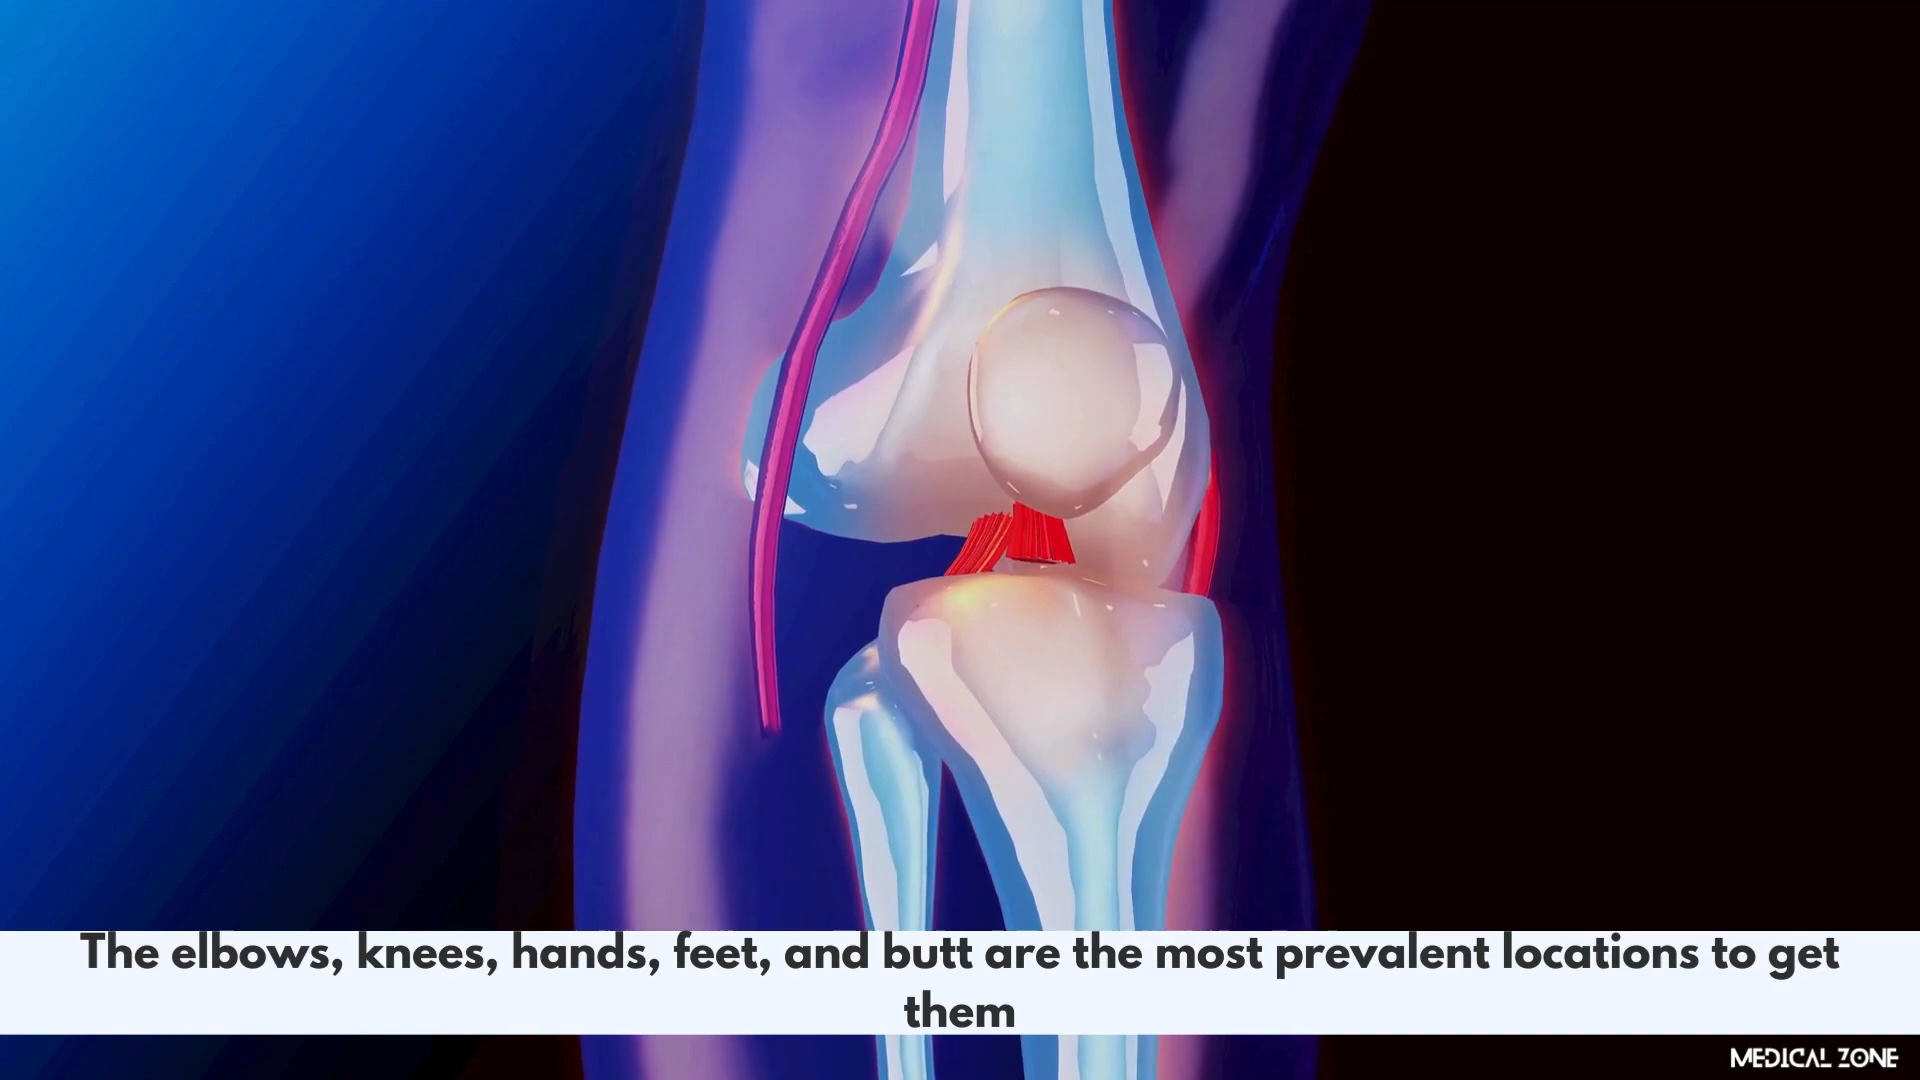 The elbows, knees, hands, feet, and butt are the most prevalent locations to get
them
MEDICAL ZONE